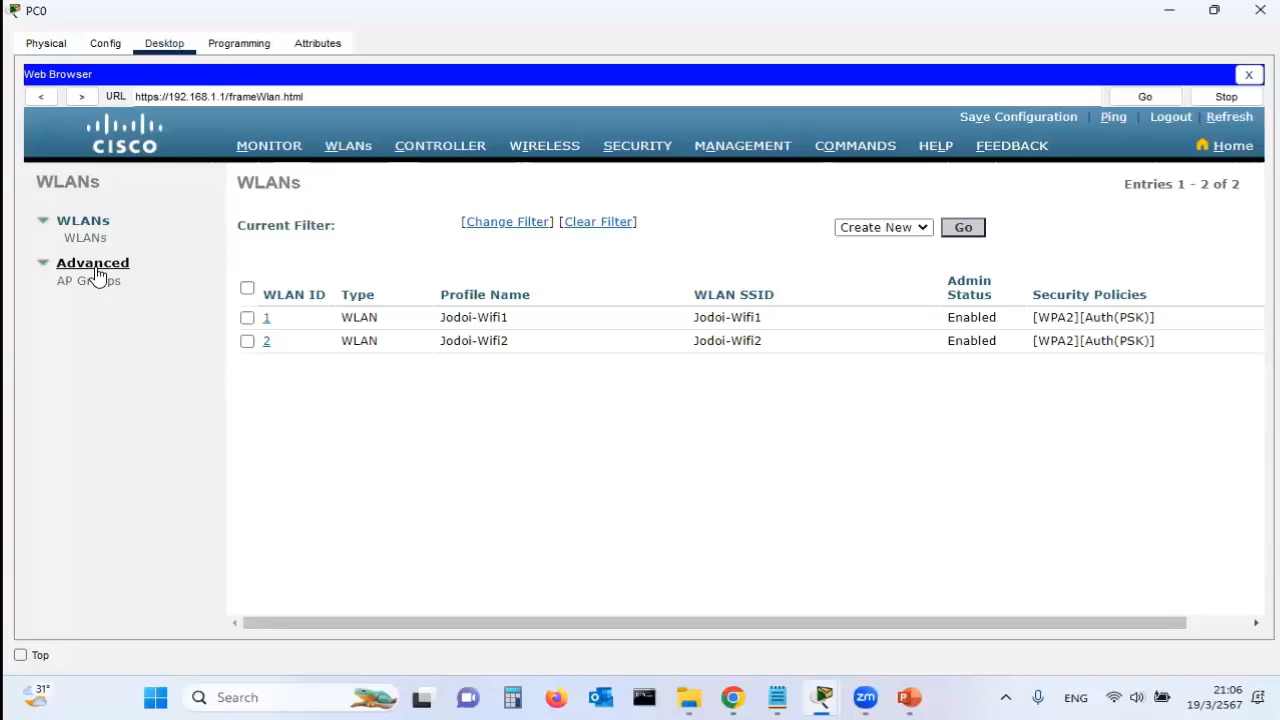 PC0
Physical Config Desktop Programming Attributes
Web Browser X
< > URL https://192.168.1.1/frameWlan.html Go Stop
Save Configuration | Ping | Logout | Refresh
CISCO MONITOR WLANs CONTROLLER WIRELESS SECURITY MANAGEMENT COMMANDS HELP FEEDBACK Home
WLANs
WLANs
WLANs
Advanced
WLANs Entries 1 - 2 of 2
Current Filter: [Change Filter] [Clear Filter] Create New Go
WLAN ID Type Profile Name WLAN SSID Admin Status Security Policies
1 WLAN Jodoi-Wifi1 Jodoi-Wifi1 Enabled [WPA2][Auth(PSK)]
2 WLAN Jodoi-Wifi2 Jodoi-Wifi2 Enabled [WPA2][Auth(PSK)]
Top
31° Search zm ENG 21:06
19/3/2567